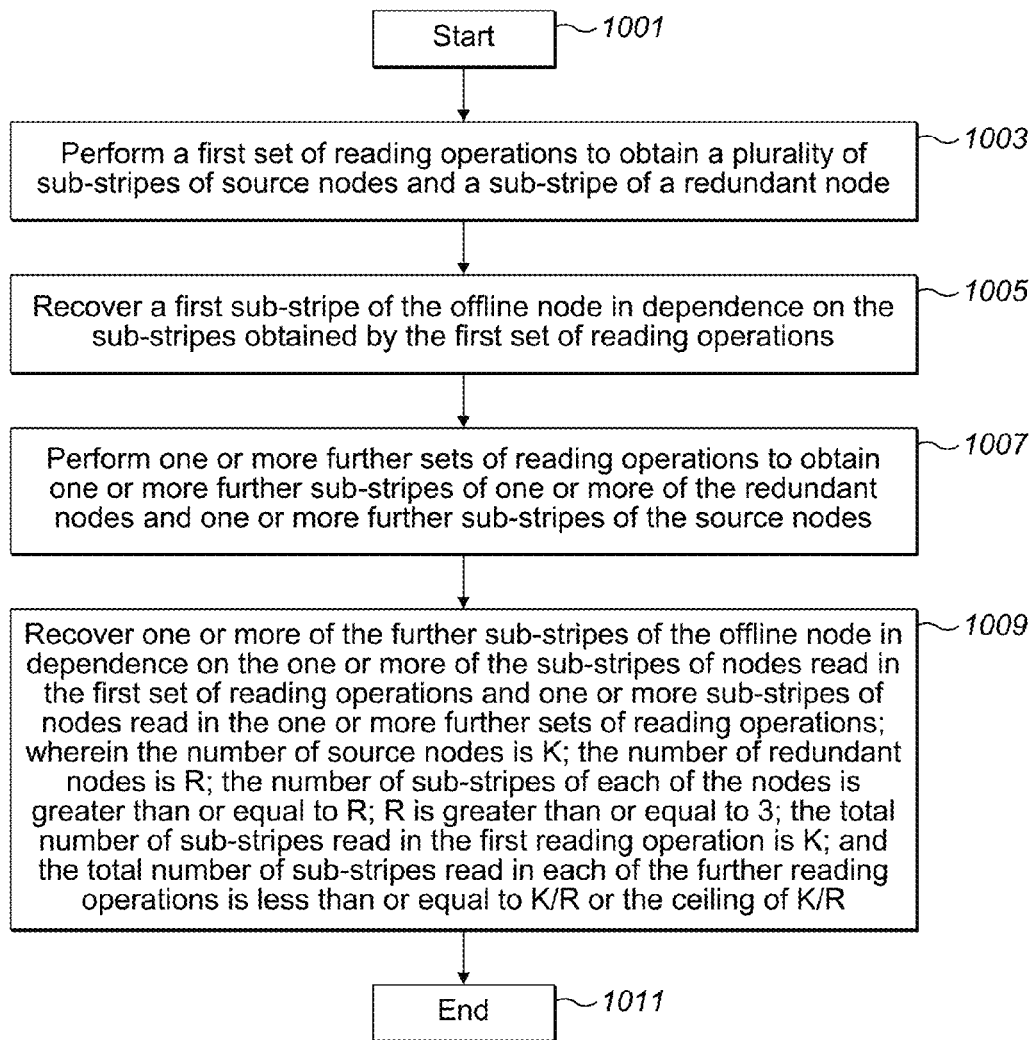 Start
1001
1003
Perform a first set of reading operations to obtain a plurality of
sub-stripes of source nodes and a sub-stripe of a redundant node
1005
Recover a first sub-stripe of the offline node in dependence on the
sub-stripes obtained by the first set of reading operations
1007
Perform one or more further sets of reading operations to obtain
one or more further sub-stripes of one or more of the redundant
nodes and one or more further sub-stripes of the source nodes
1009
Recover one or more of the further sub-stripes of the offline node in
dependence on the one or more of the sub-stripes of nodes read in
the first set of reading operations and one or more sub-stripes of
nodes read in the one or more further sets of reading operations;
wherein the number of source nodes is K; the number of redundant
nodes is R; the number of sub-stripes of each of the nodes is
greater than or equal to R; R is greater than or equal to 3; the total
number of sub-stripes read in the first reading operation is K; and
the total number of sub-stripes read in each of the further reading
operations is less than or equal to K/R or the ceiling of K/R
End
1011